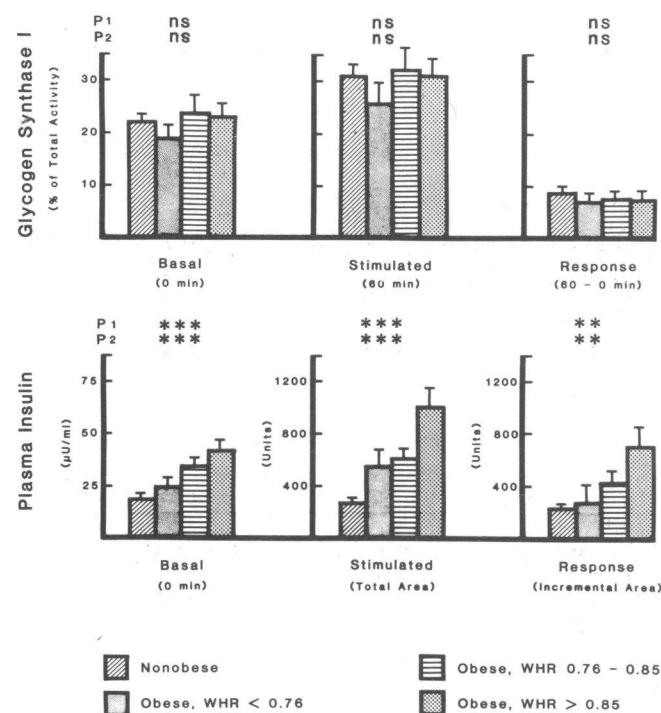 P1 ns ns ns
P2 ns ns ns
Glycogen Synthase I
(% of Total Activity)
30
20
10
Basal Stimulated Response
(0 min) (60 min) (60 - 0 min)
P1 *** *** **
P2 *** *** **
Plasma Insulin
(µU/ml)
75
50
25
(Units)
1200
800
400
(Units)
1200
800
400
Basal Stimulated Response
(0 min) (Total Area) (Incremental Area)
Nonobese Obese, WHR 0.76 - 0.85
Obese, WHR < 0.76 Obese, WHR > 0.85